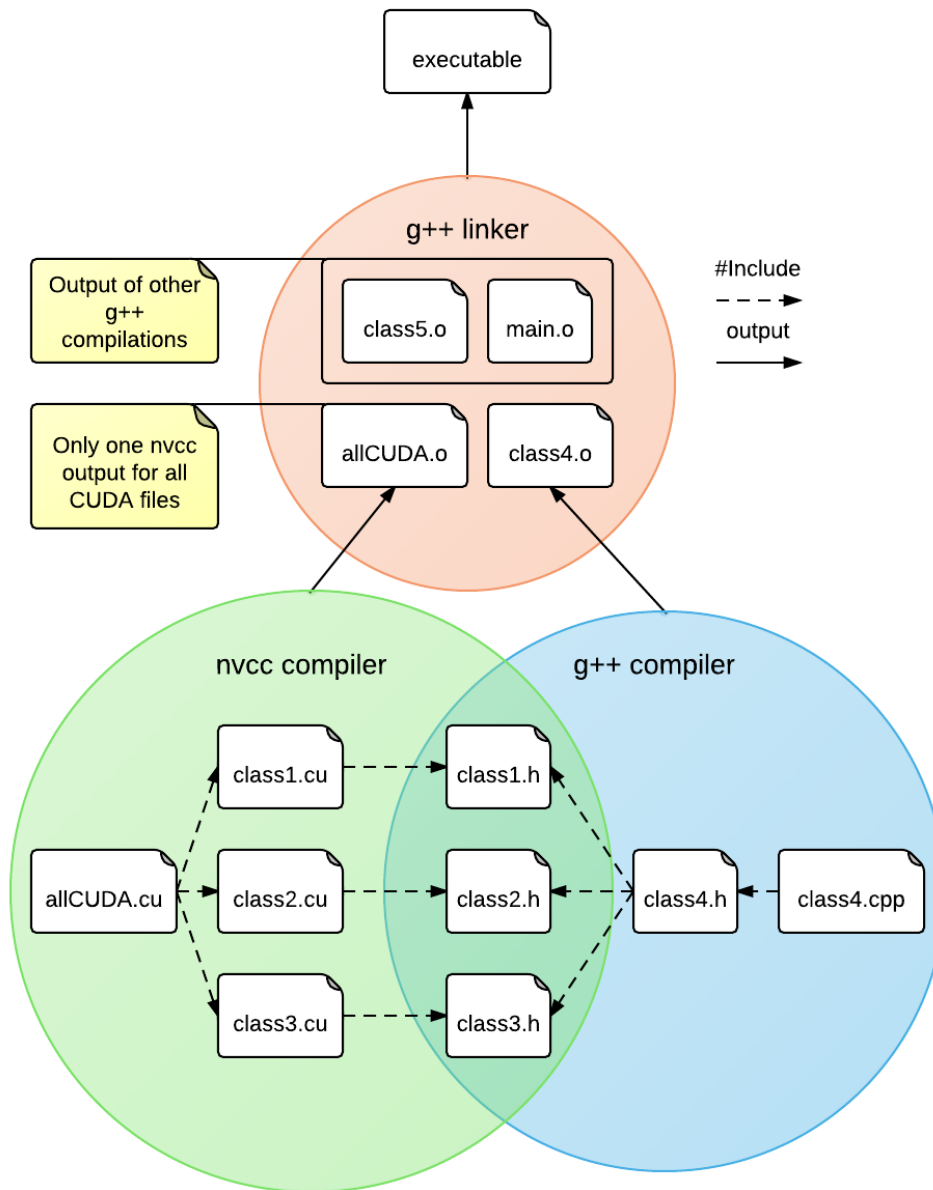 executable
g++ linker
Output of other
g++
compilations
class5.o
main.o
#Include
output
Only one nvcc
output for all
CUDA files
allCUDA.o
class4.o
nvcc compiler
g++ compiler
class1.cu
class1.h
allCUDA.cu
class2.cu
class2.h
class4.h
class4.cpp
class3.cu
class3.h